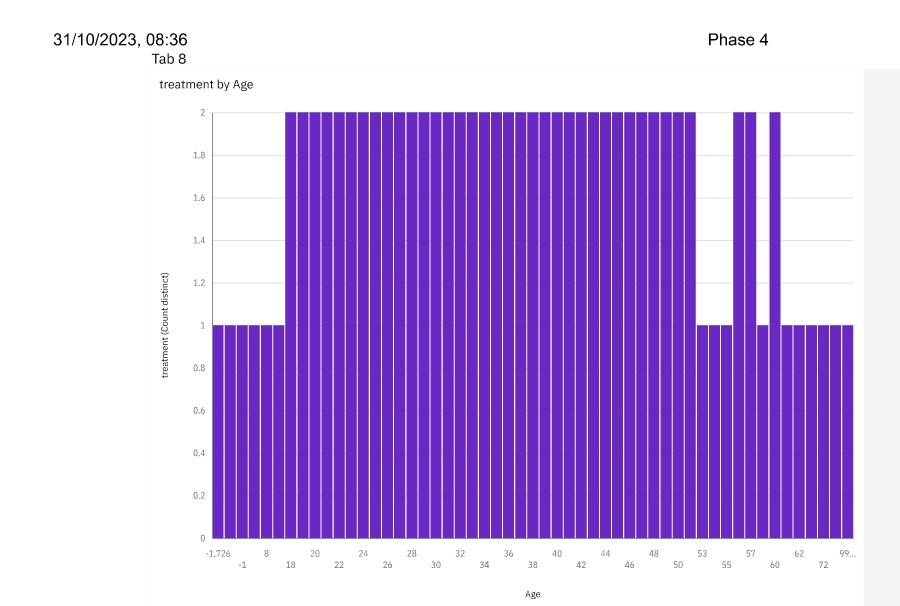 31/10/2023, 08:36
Phase 4
Tab 8
treatment by Age
2
1.8
1.6
1.4
1.2
1
0.8
0.6
0.4
0.2
0
treatment (Count distinct)
-1,726 8 20 24 28 32 36 40 44 48 53 57 62 99...
-1 18 22 26 30 34 38 42 46 50 55 60 72
Age